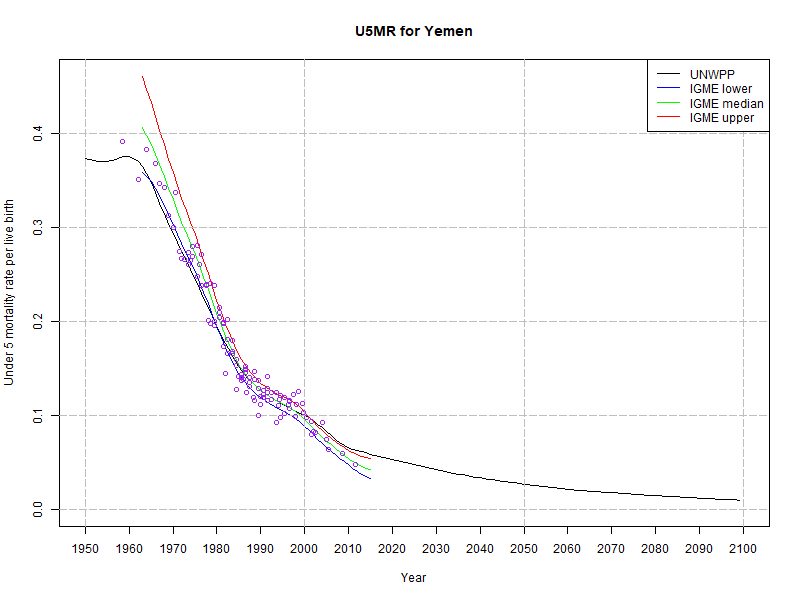 U5MR for Yemen
UNWPP
IGME lower
IGME median
IGME upper
Under 5 mortality rate per live birth
0.4
0.3
0.2
0.1
0.0
1950 1960 1970 1980 1990 2000 2010 2020 2030 2040 2050 2060 2070 2080 2090 2100
Year